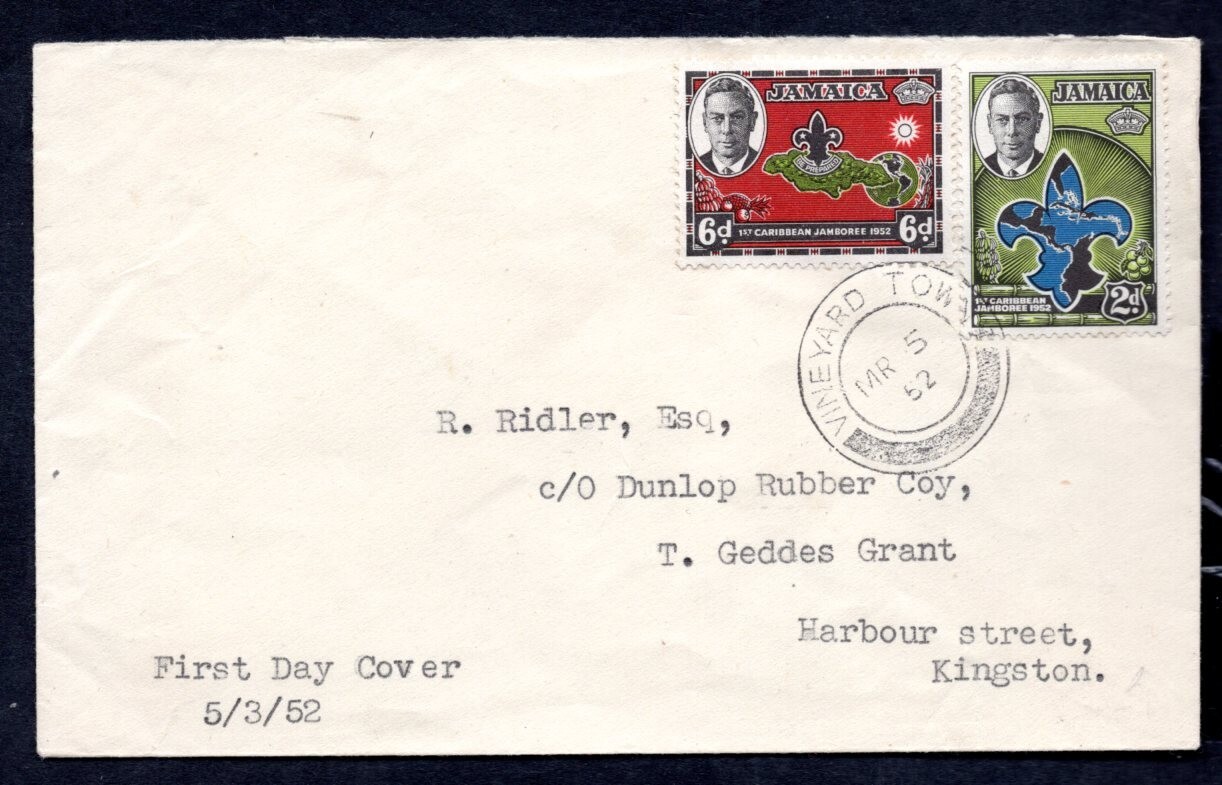 JAMAICA
BE PREPARED
6d
1ST CARIBBEAN JAMBOREE 1952
6d
JAMAICA
1ST CARIBBEAN
JAMBOREE 1952
2d
VINEYARD TOWN
MR 5
52
R. Ridler, Esq,
c/O Dunlop Rubber Coy,
T. Geddes Grant
Harbour street,
Kingston.
First Day Cover
5/3/52